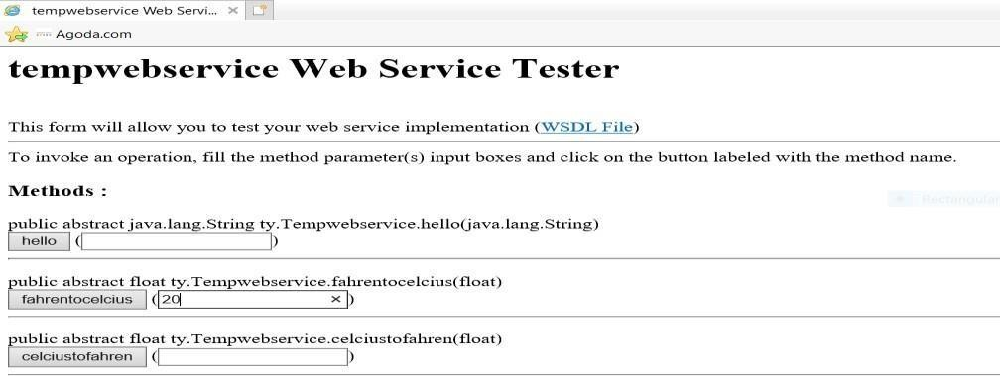 tempwebservice Web Servi...
Agoda.com
tempwebservice Web Service Tester
This form will allow you to test your web service implementation (WSDL File)
To invoke an operation, fill the method parameter(s) input boxes and click on the button labeled with the method name.
Methods :
Rectangular
public abstract java.lang.String ty.Tempwebservice.hello(java.lang.String)
hello ( )
public abstract float ty.Tempwebservice.fahrentocelcius(float)
fahrentocelcius (20 ×)
public abstract float ty.Tempwebservice.celciustofahren(float)
celciustofahren ( )